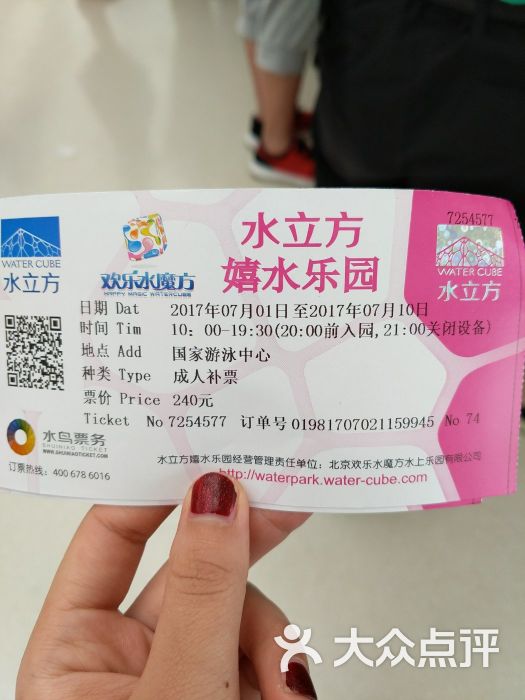 7254577
WATER CUBE
水立方
欢乐水魔方
HAPPY MAGIC WATERCUBE
水立方
嬉水乐园
WATER CUBE
水立方
日期 Dat 2017年07月01日至2017年07月10日
时间 Tim 10：00-19:30(20:00前入园,21:00关闭设备)
地点 Add 国家游泳中心
种类 Type 成人补票
票价 Price 240元
Ticket No 7254577 订单号 019817070211599​45 No 74
水鸟票务
WWW.SHUINIAOTICKET.COM
订票热线：400 678 6016
水立方嬉水乐园经营管理责任单位：北京欢乐水魔方水上乐园有限公司
http://waterpark.water-cube.com
大众点评